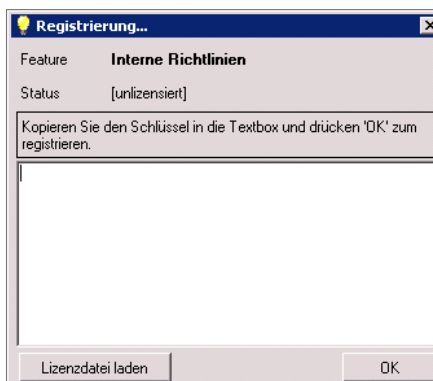 Registrierung...
Feature Interne Richtlinien
Status [unlizensiert]
Kopieren Sie den Schlüssel in die Textbox und drücken 'OK' zum
registrieren.
Lizenzdatei laden OK